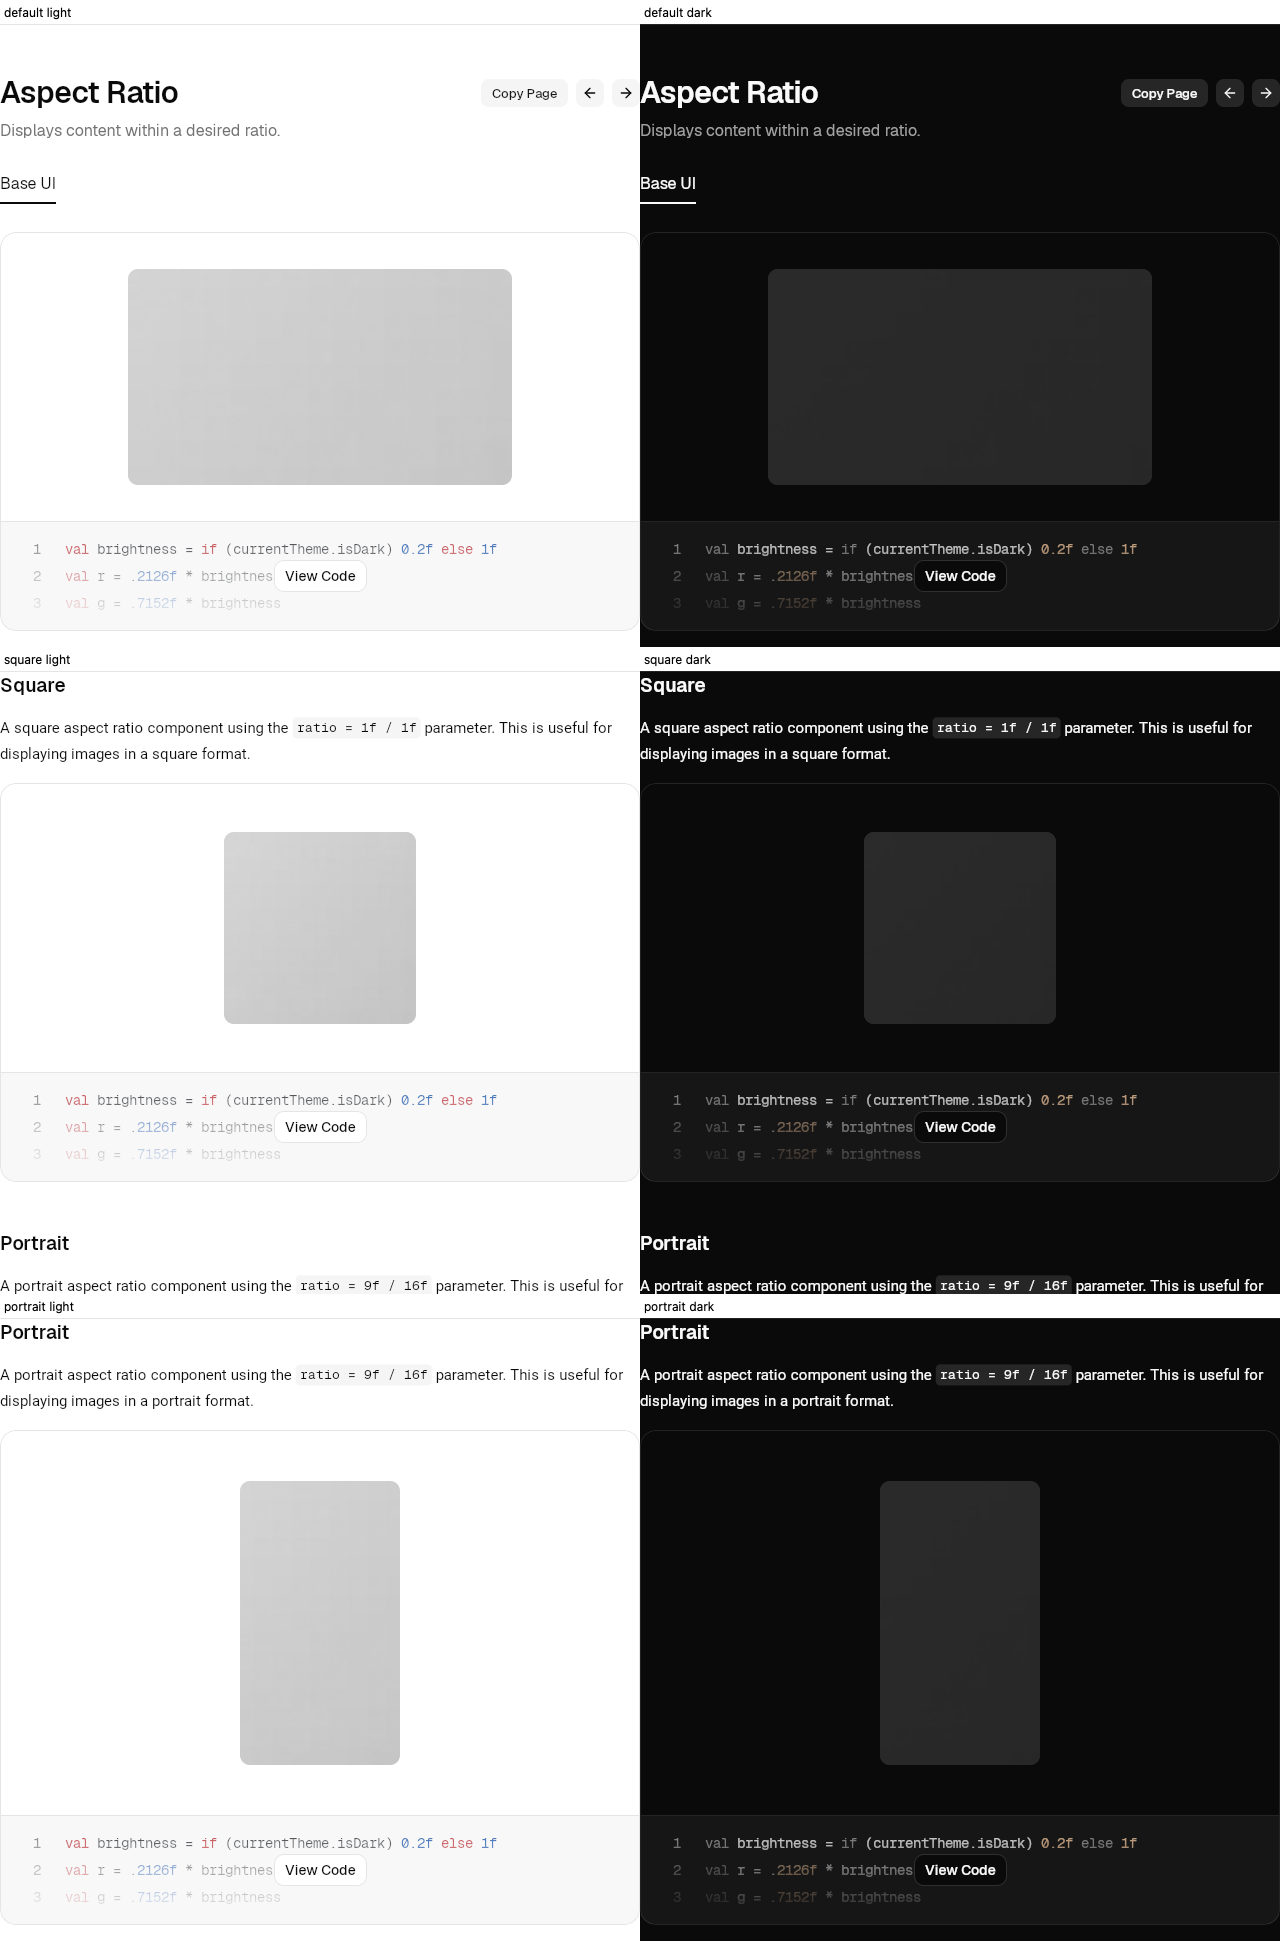 default light
Aspect Ratio
Copy Page
Displays content within a desired ratio.
Base UI
1 val brightness = if (currentTheme.isDark) 0.2f else 1f
2 val r = .2126f * brightnes
View Code
3 val g = .7152f * brightness
default dark
Aspect Ratio
Copy Page
Displays content within a desired ratio.
Base UI
1 val brightness = if (currentTheme.isDark) 0.2f else 1f
2 val r = .2126f * brightnes
View Code
3 val g = .7152f * brightness
square light
Square
A square aspect ratio component using the ratio = 1f / 1f parameter. This is useful for
displaying images in a square format.
1 val brightness = if (currentTheme.isDark) 0.2f else 1f
2 val r = .2126f * brightnes
View Code
3 val g = .7152f * brightness
Portrait
A portrait aspect ratio component using the ratio = 9f / 16f parameter. This is useful for
square dark
Square
A square aspect ratio component using the ratio = 1f / 1f parameter. This is useful for
displaying images in a square format.
1 val brightness = if (currentTheme.isDark) 0.2f else 1f
2 val r = .2126f * brightnes
View Code
3 val g = .7152f * brightness
Portrait
A portrait aspect ratio component using the ratio = 9f / 16f parameter. This is useful for
portrait light
Portrait
A portrait aspect ratio component using the ratio = 9f / 16f parameter. This is useful for
displaying images in a portrait format.
1 val brightness = if (currentTheme.isDark) 0.2f else 1f
2 val r = .2126f * brightnes
View Code
3 val g = .7152f * brightness
portrait dark
Portrait
A portrait aspect ratio component using the ratio = 9f / 16f parameter. This is useful for
displaying images in a portrait format.
1 val brightness = if (currentTheme.isDark) 0.2f else 1f
2 val r = .2126f * brightnes
View Code
3 val g = .7152f * brightness